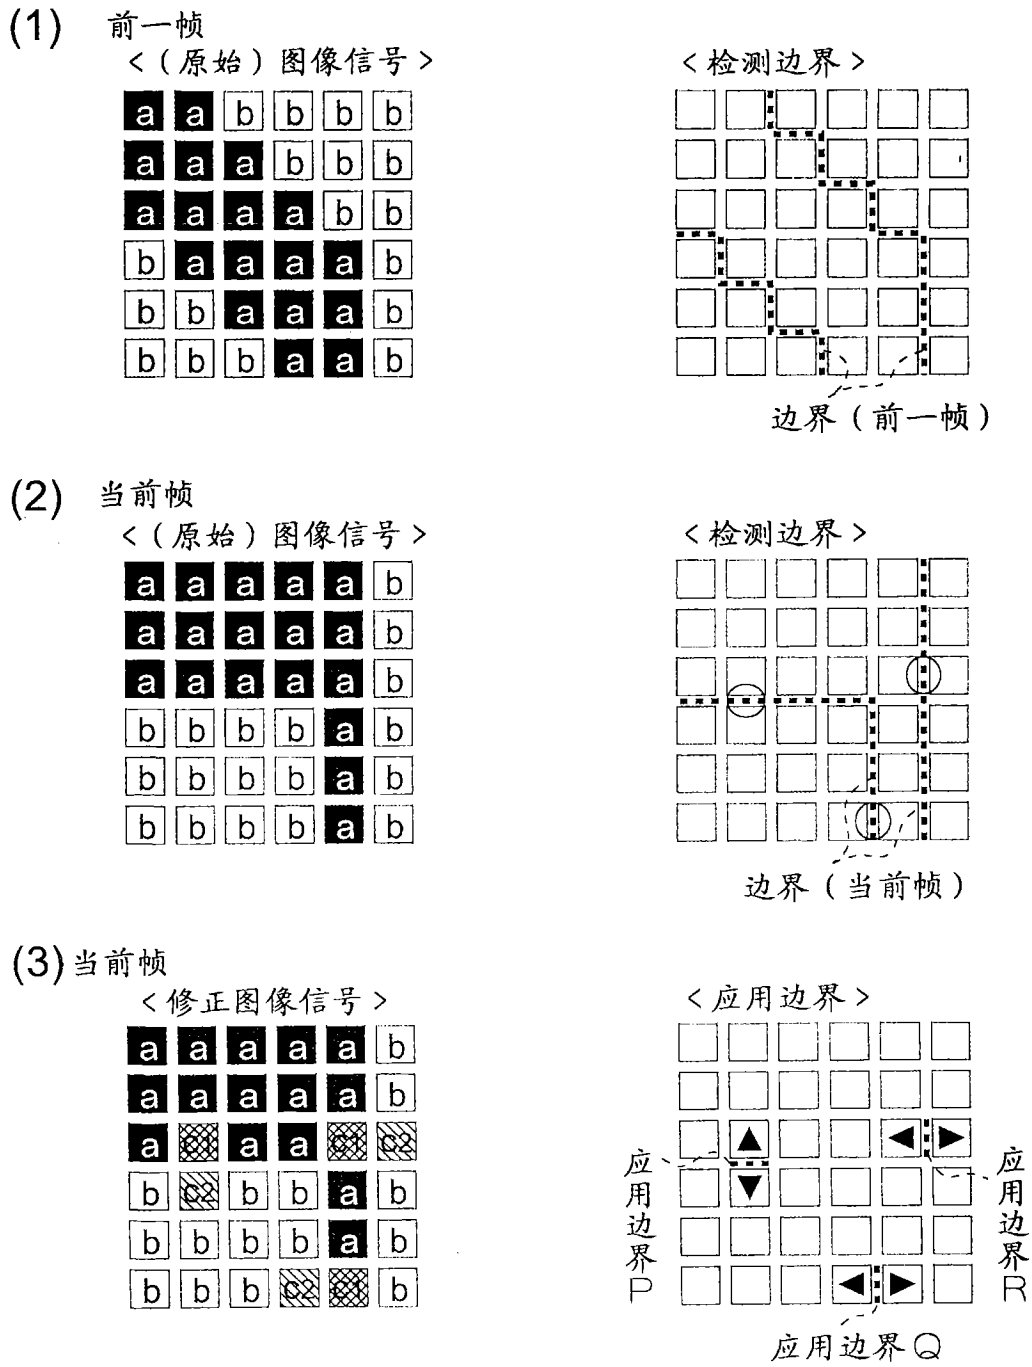 (1) 前一帧
<(原始)图像信号> <检测边界>
a a b b b b
a a a b b b
a a a a b b
b a a a a b
b b a a a b
b b b a a b
边界(前一帧)
(2) 当前帧
<(原始)图像信号> <检测边界>
a a a a a b
a a a a a b
a a a a a b
b b b b a b
b b b b a b
b b b b a b
边界(当前帧)
(3) 当前帧
<修正图像信号> <应用边界>
a a a a a b
a a a a a b
a C1 a a C1 C2
b C2 b b a b
b b b b a b
b b b C2 C1 b
应用边界P
应用边界R
应用边界Q